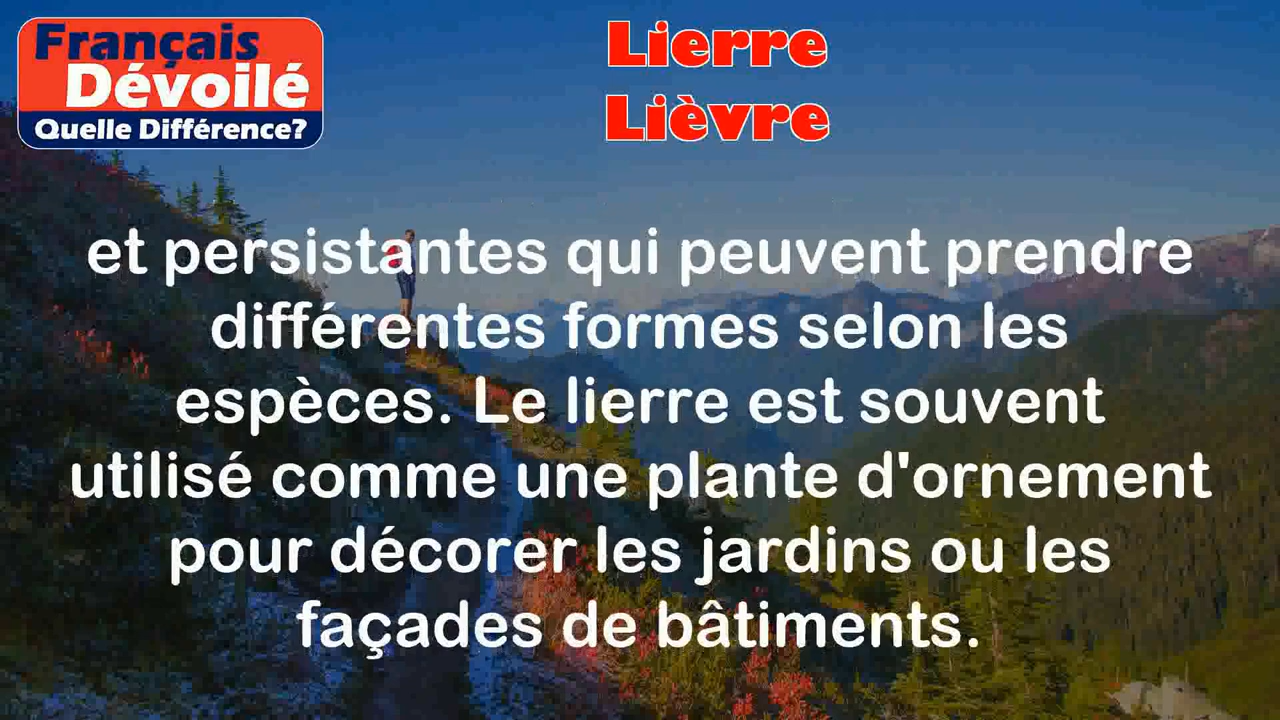 Français
Dévoilé
Quelle Différence?
Lierre
Lièvre
et persistantes qui peuvent prendre
différentes formes selon les
espèces. Le lierre est souvent
utilisé comme une plante d'ornement
pour décorer les jardins ou les
façades de bâtiments.